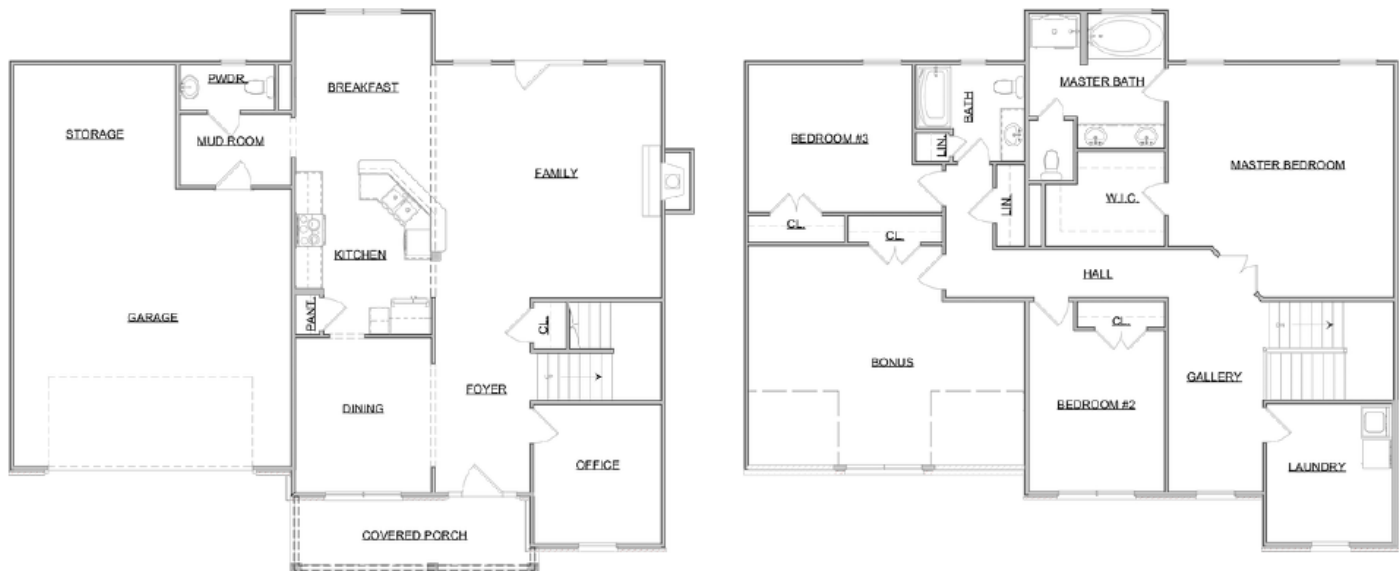 PWDR.
BREAKFAST
STORAGE
MUD ROOM
FAMILY
KITCHEN
PANT.
GARAGE
CL.
FOYER
DINING
OFFICE
COVERED PORCH
MASTER BATH
BATH
BEDROOM #3
LIN.
MASTER BEDROOM
W.I.C.
LIN.
CL.
CL.
HALL
CL.
BONUS
GALLERY
BEDROOM #2
LAUNDRY